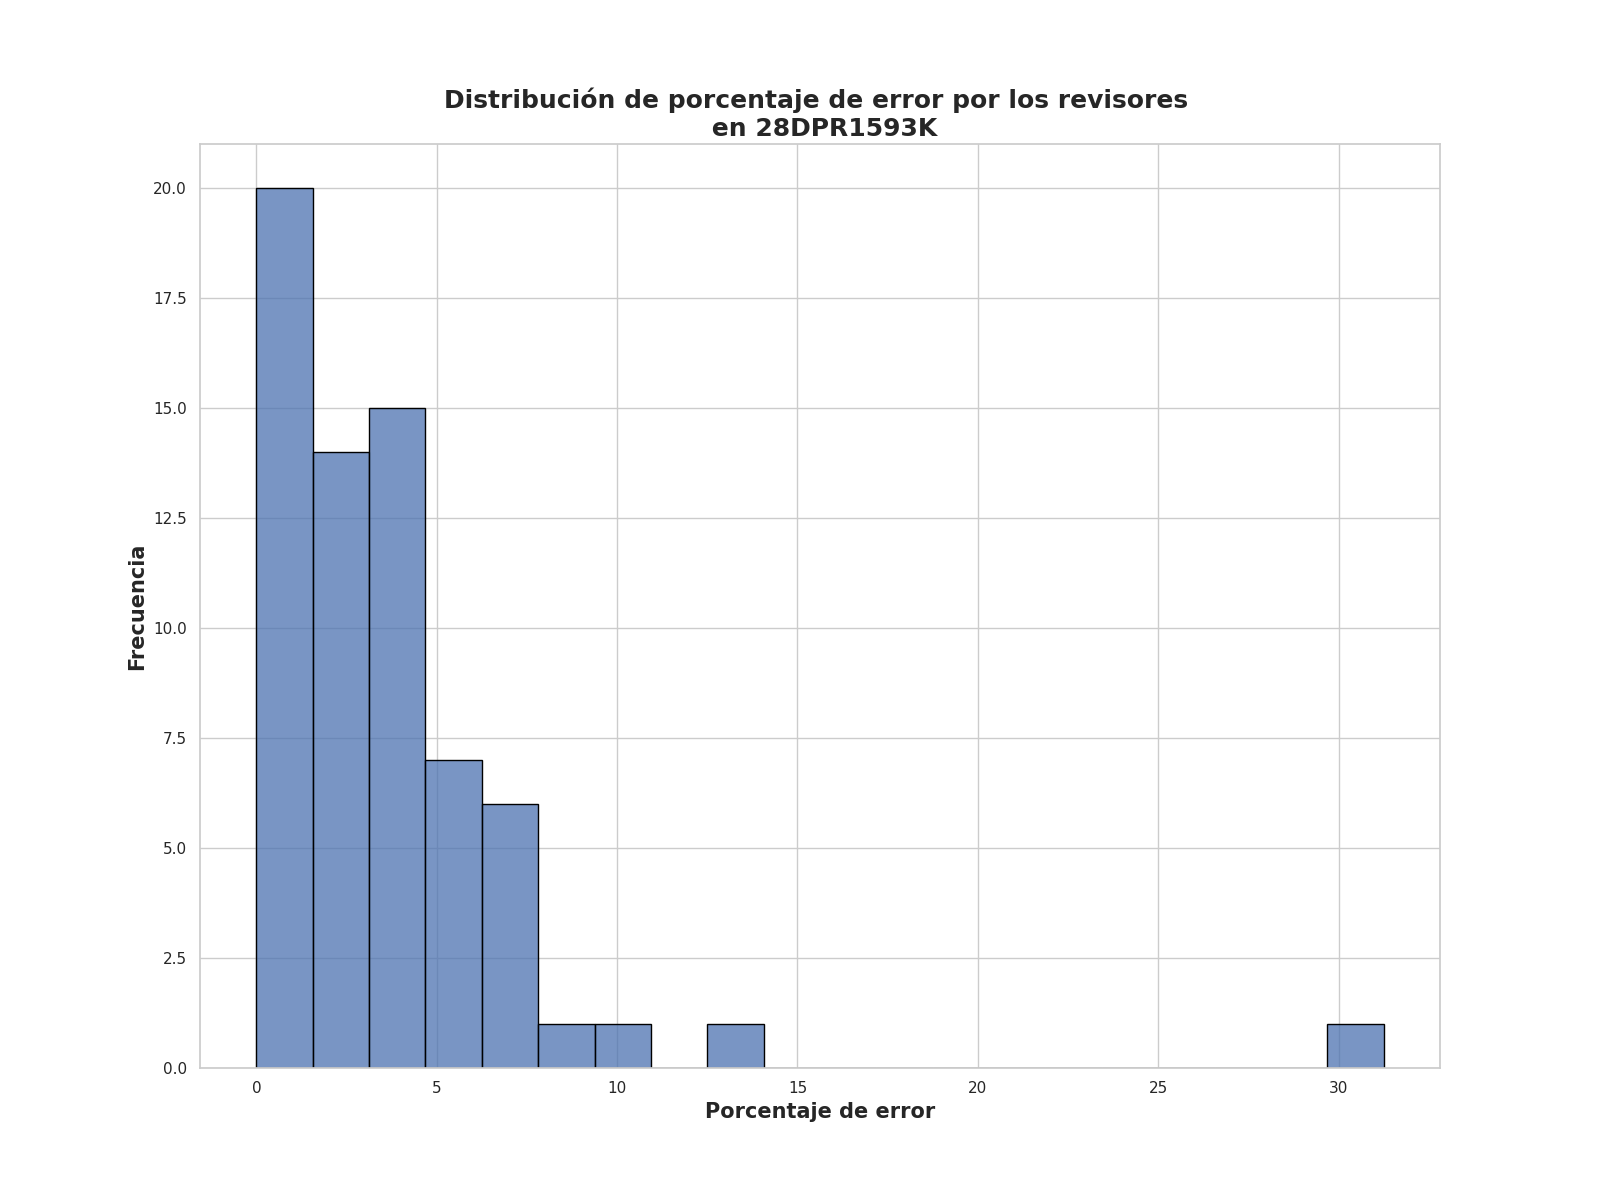 Distribución de porcentaje de error por los revisores
en 28DPR1593K
20.0
17.5
15.0
12.5
10.0
7.5
5.0
2.5
0.0
Frecuencia
0 5 10 15 20 25 30
Porcentaje de error